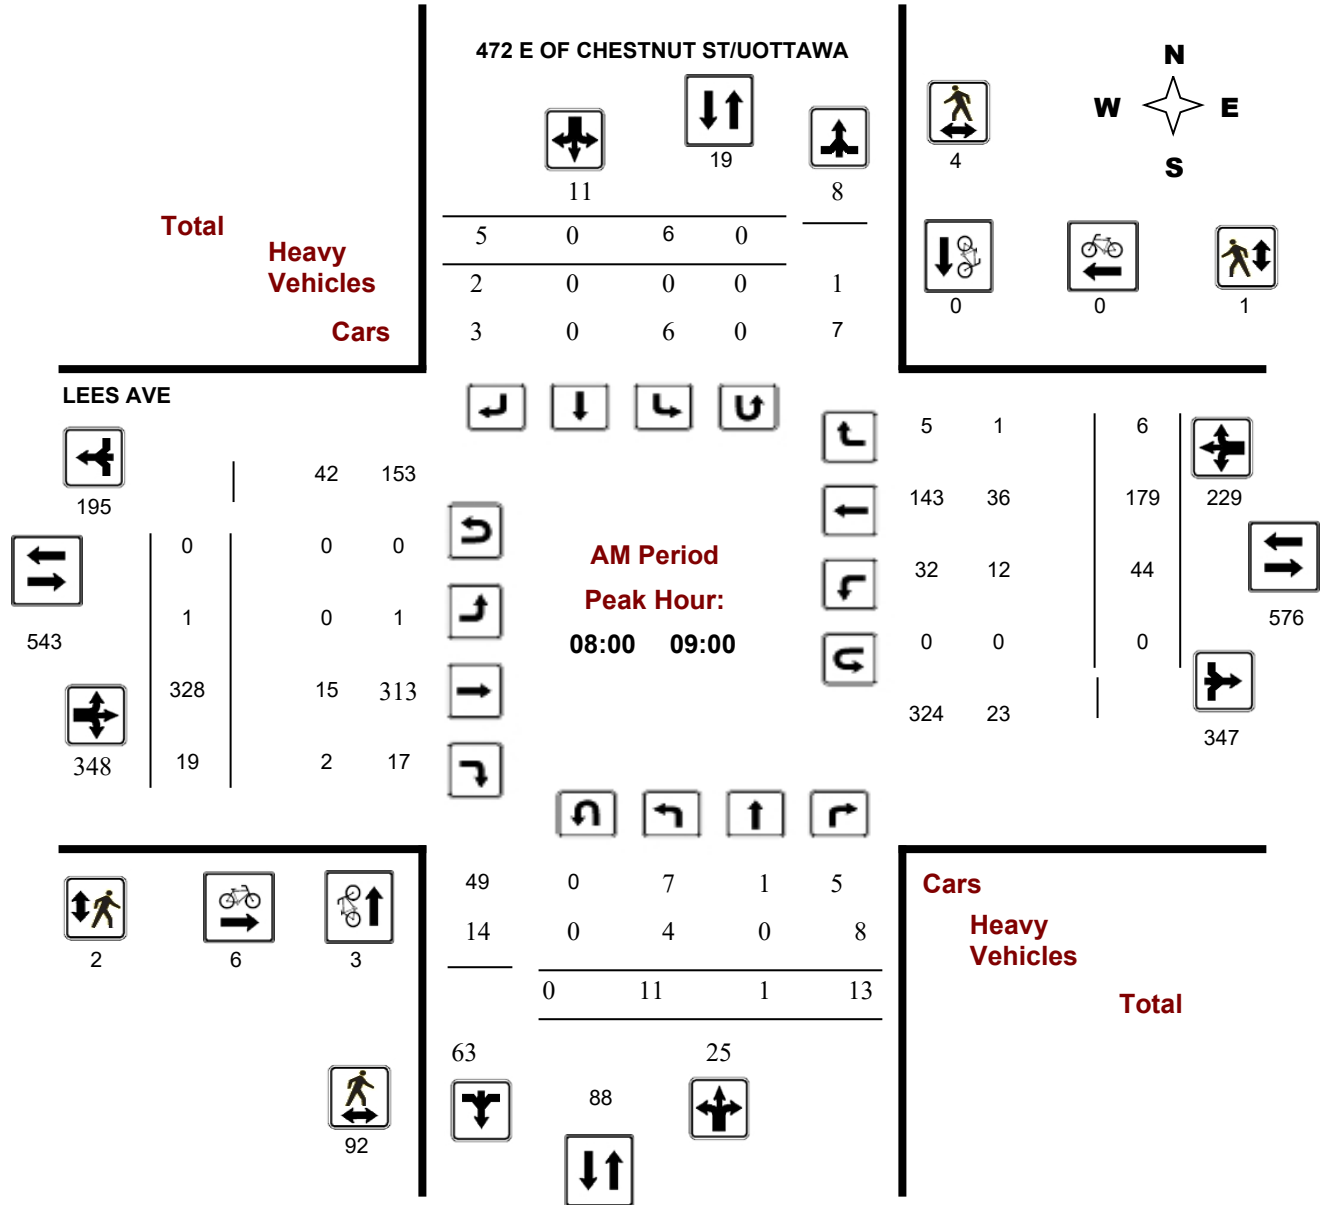 472 E OF CHESTNUT ST/UOTTAWA
N
W E
S
19
4
11 8
Total
5 0 6 0
Heavy
Vehicles
2 0 0 0 1
0 0 1
Cars
3 0 6 0 7
LEES AVE
5 1 6
42 153
195
143 36 179 229
0 0 0
AM Period
32 12 44
Peak Hour:
1 0 1
576
543
08:00 09:00
0 0 0
328 15 313
324 23
347
348 19 2 17
49 0 7 1 5
Cars
14 0 4 0 8
Heavy
Vehicles
2 6 3
0 11 1 13
Total
63 25
88
92